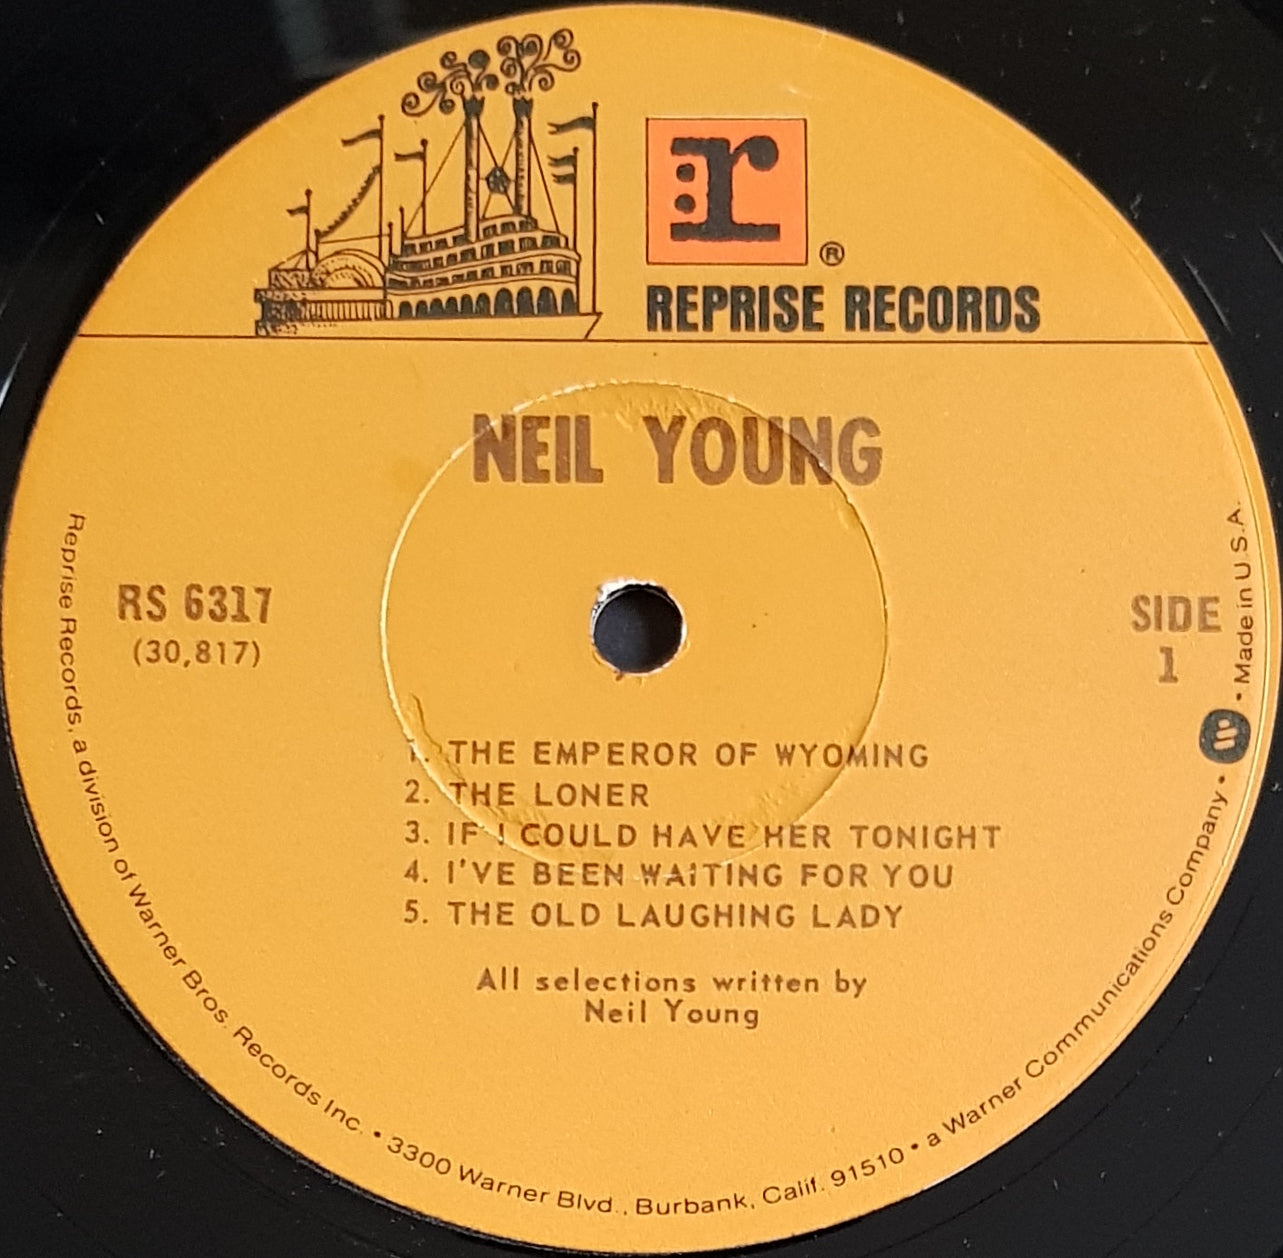 r
®
REPRISE RECORDS
NEIL YOUNG
RS 6317
(30,817)
SIDE
1
1. THE EMPEROR OF WYOMING
2. THE LONER
3. IF I COULD HAVE HER TONIGHT
4. I'VE BEEN WAITING FOR YOU
5. THE OLD LAUGHING LADY
All selections written by
Neil Young
Reprise Records, a division of Warner Bros. Records Inc. • 3300 Warner Blvd., Burbank, Calif. 91510 • a Warner Communications Company • W • Made in U.S.A.